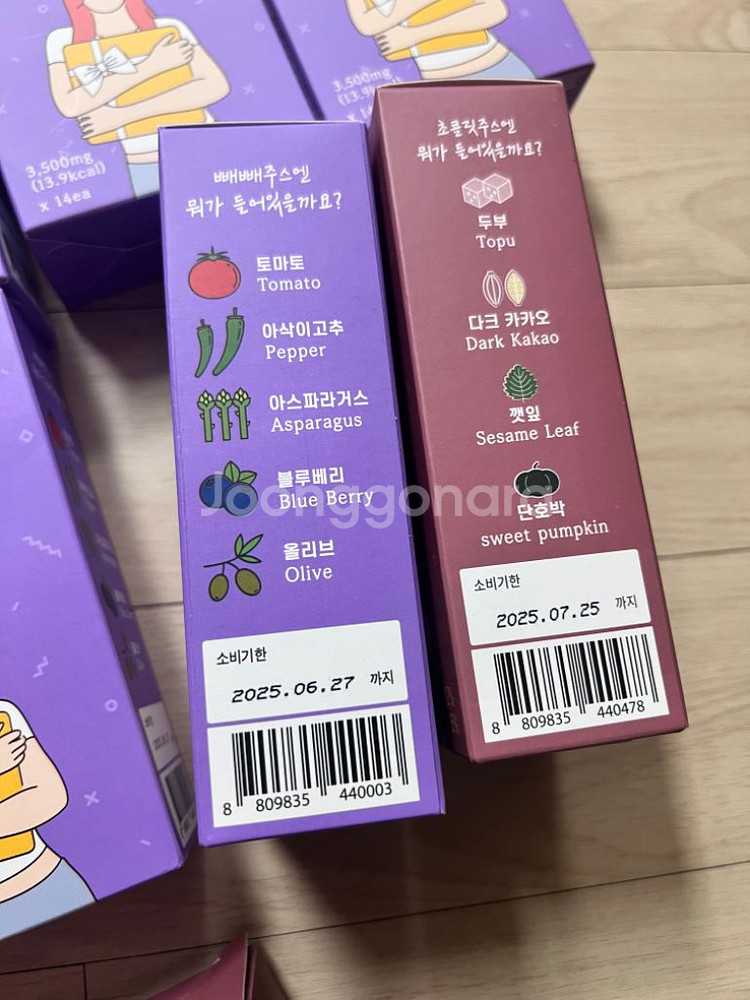 3,500mg
(13.9kcal)
x 14ea
3,500mg
빼빼주스엔
뭐가 들어있을까요?
토마토
Tomato
아삭이고추
Pepper
아스파라거스
Asparagus
블루베리
Blue Berry
올리브
Olive
소비기한
2025.06.27 까지
8 809835 440003
초콜릿주스엔
뭐가 들어있을까요?
두부
Topu
다크 카카오
Dark Kakao
깻잎
Sesame Leaf
단호박
sweet pumpkin
소비기한
2025.07.25 까지
8 809835 440478
Joonggonara